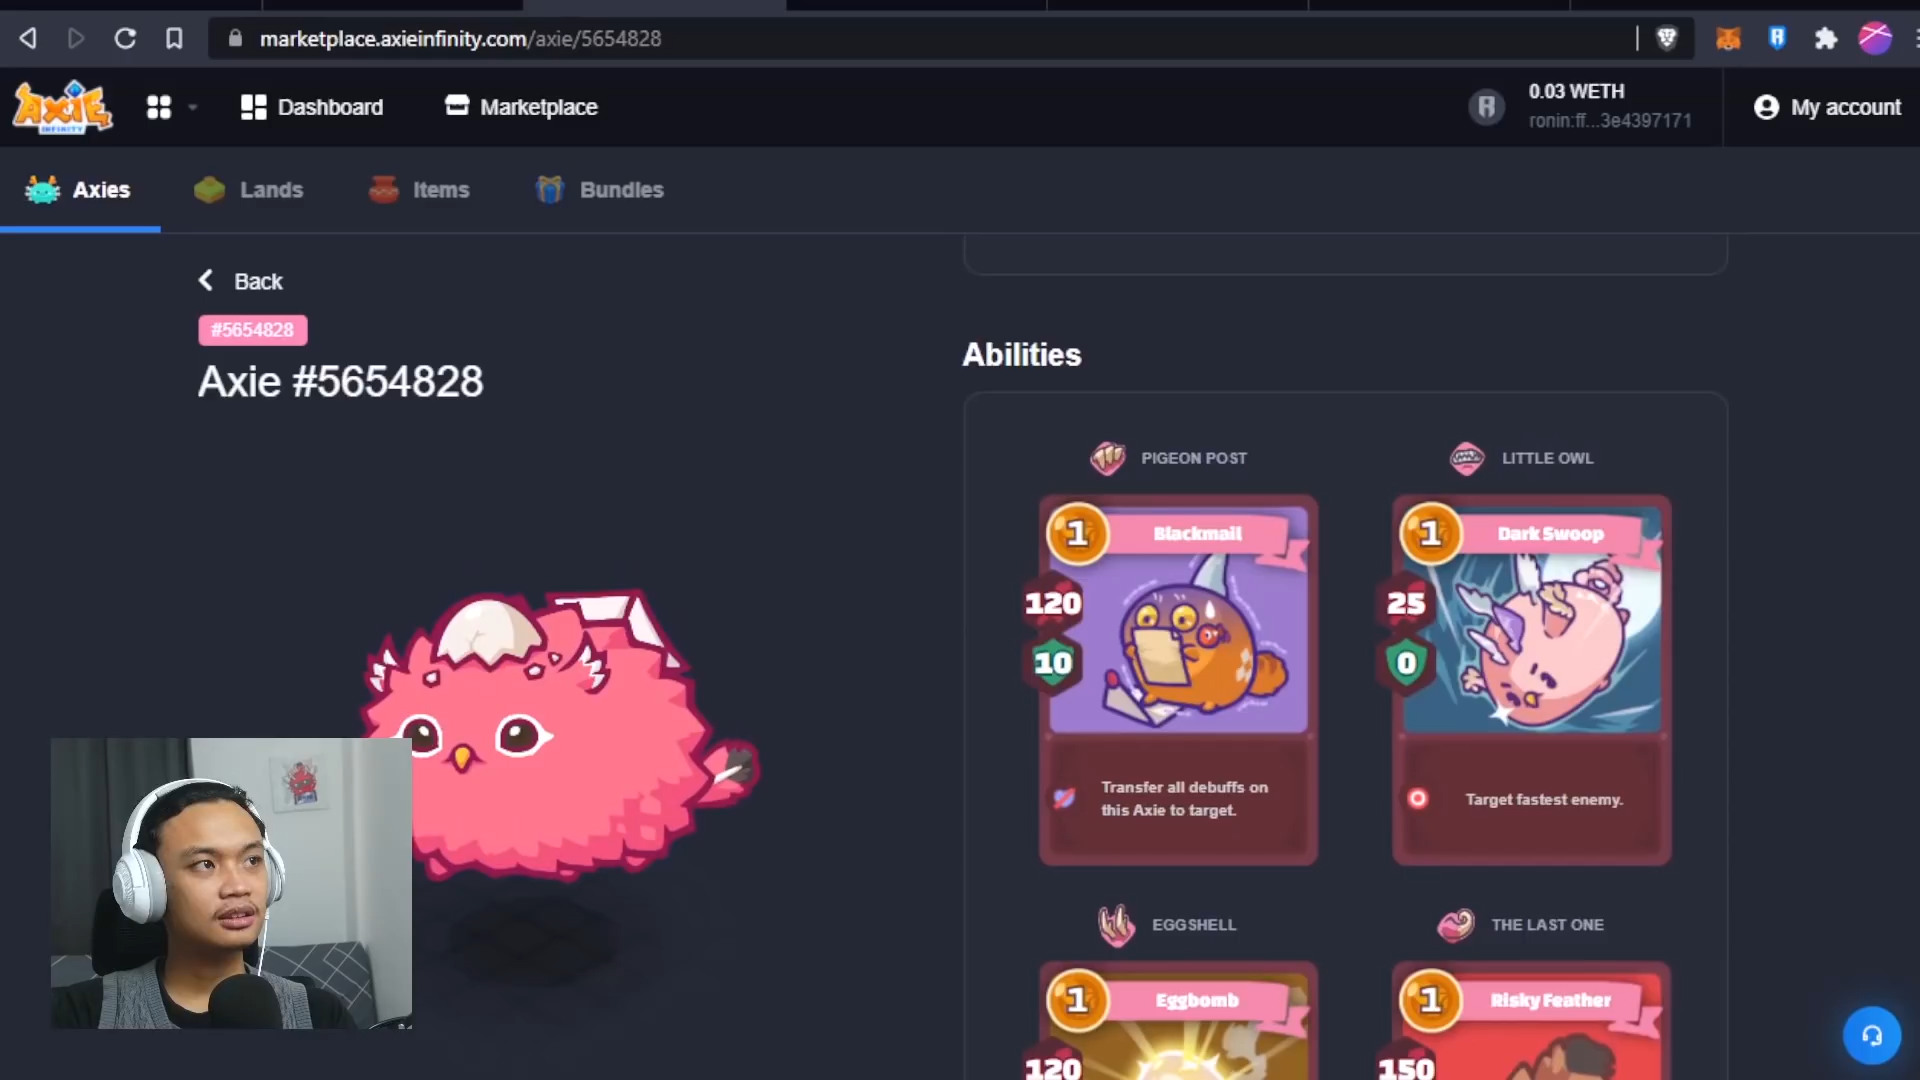 marketplace.axieinfinity.com/axie/5654828
AXIE
INFINITY
Dashboard
Marketplace
0.03 WETH
ronin:ff...3e4397171
My account
Axies
Lands
Items
Bundles
Back
#5654828
Axie #5654828
Abilities
PIGEON POST
LITTLE OWL
1
Blackmail
1
Dark Swoop
120
25
10
0
Transfer all debuffs on
this Axie to target.
Target fastest enemy.
EGGSHELL
THE LAST ONE
1
Eggbomb
1
Risky Feather
120
150